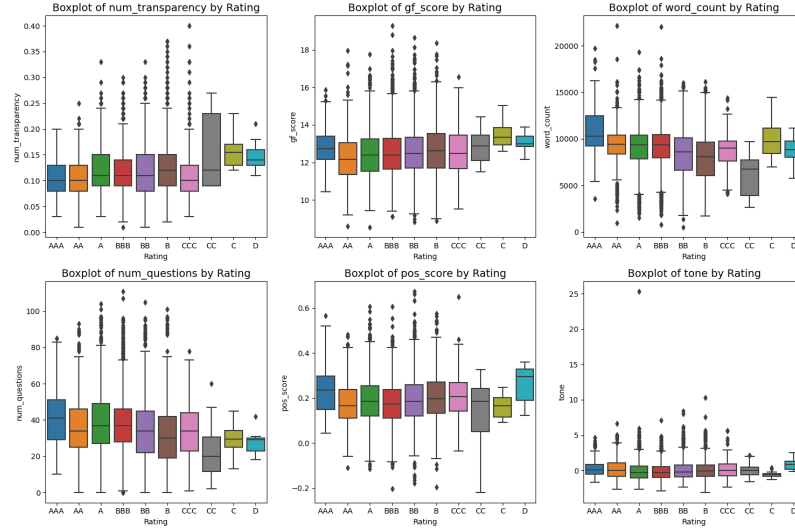 Boxplot of num_transparency by Rating
Boxplot of gf_score by Rating
Boxplot of word_count by Rating
num_transparency
0.40
0.35
0.30
0.25
0.20
0.15
0.10
0.05
0.00
AAA AA A BBB BB B CCC CC C D
Rating
gf_score
18
16
14
12
10
AAA AA A BBB BB B CCC CC C D
Rating
word_count
20000
15000
10000
5000
0
AAA AA A BBB BB B CCC CC C D
Rating
Boxplot of num_questions by Rating
Boxplot of pos_score by Rating
Boxplot of tone by Rating
num_questions
100
80
60
40
20
0
AAA AA A BBB BB B CCC CC C D
Rating
pos_score
0.6
0.4
0.2
0.0
−0.2
AAA AA A BBB BB B CCC CC C D
Rating
tone
25
20
15
10
5
0
AAA AA A BBB BB B CCC CC C D
Rating